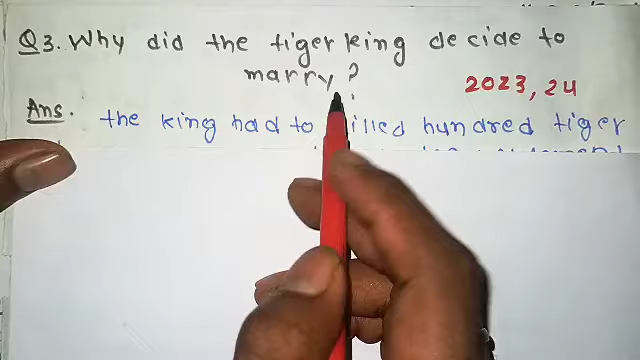 Q3. Why did the tiger king decide to
marry?
2023, 24
Ans. the king had to killed hundred tiger